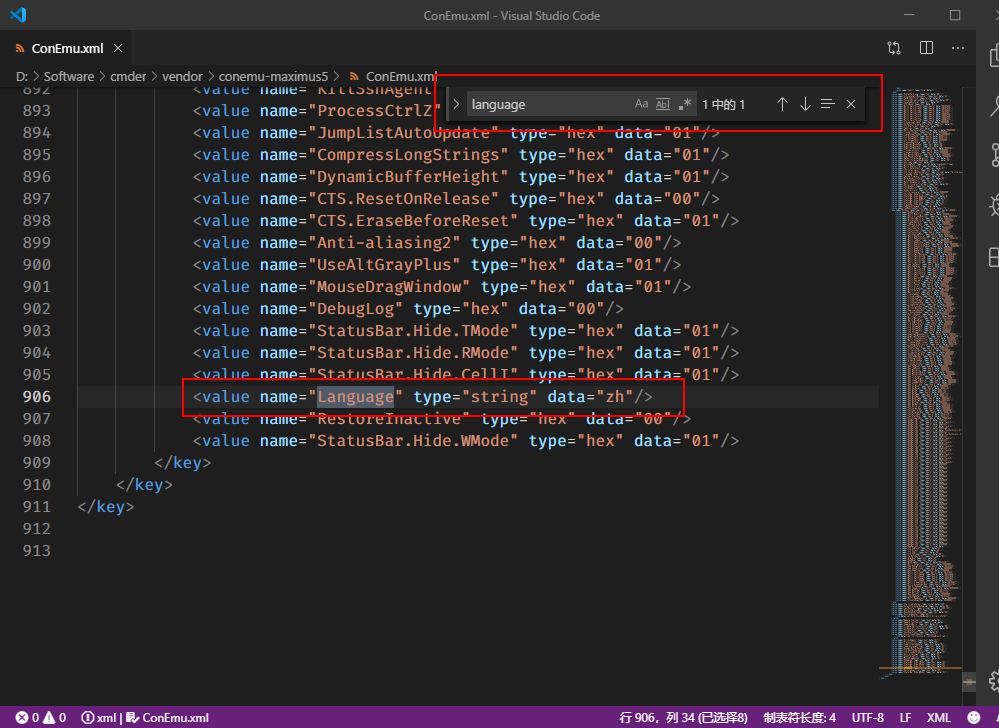 ConEmu.xml - Visual Studio Code
ConEmu.xml
D: > Software > cmder > vendor > conemu-maximus5 > ConEmu.xml
language Aa Abl .* 1 中的 1
892 <value name="KillSshAgent"
893 <value name="ProcessCtrlZ"
894 <value name="JumpListAutoUpdate" type="hex" data="01"/>
895 <value name="CompressLongStrings" type="hex" data="01"/>
896 <value name="DynamicBufferHeight" type="hex" data="01"/>
897 <value name="CTS.ResetOnRelease" type="hex" data="00"/>
898 <value name="CTS.EraseBeforeReset" type="hex" data="01"/>
899 <value name="Anti-aliasing2" type="hex" data="00"/>
900 <value name="UseAltGrayPlus" type="hex" data="01"/>
901 <value name="MouseDragWindow" type="hex" data="01"/>
902 <value name="DebugLog" type="hex" data="00"/>
903 <value name="StatusBar.Hide.TMode" type="hex" data="01"/>
904 <value name="StatusBar.Hide.RMode" type="hex" data="01"/>
905 <value name="StatusBar.Hide.CellI" type="hex" data="01"/>
906 <value name="Language" type="string" data="zh"/>
907 <value name="RestoreInactive" type="hex" data="00"/>
908 <value name="StatusBar.Hide.WMode" type="hex" data="01"/>
909 </key>
910 </key>
911 </key>
912
913
0 0 xml | ConEmu.xml 行 906，列 34 (已选择8) 制表符长度: 4 UTF-8 LF XML